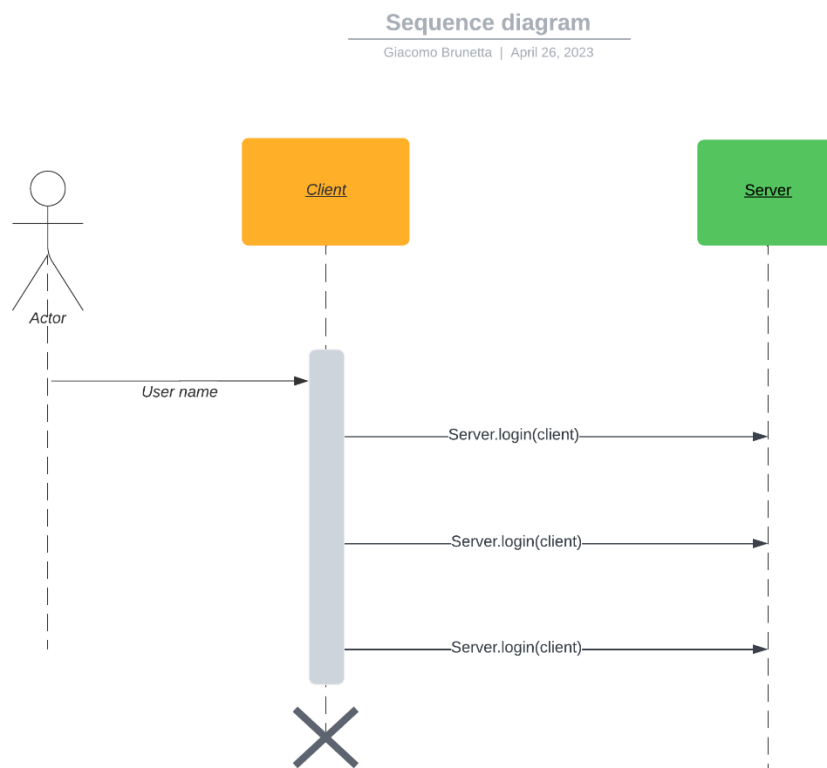 Sequence diagram
Giacomo Brunetta | April 26, 2023
Client
Server
Actor
User name
Server.login(client)
Server.login(client)
Server.login(client)